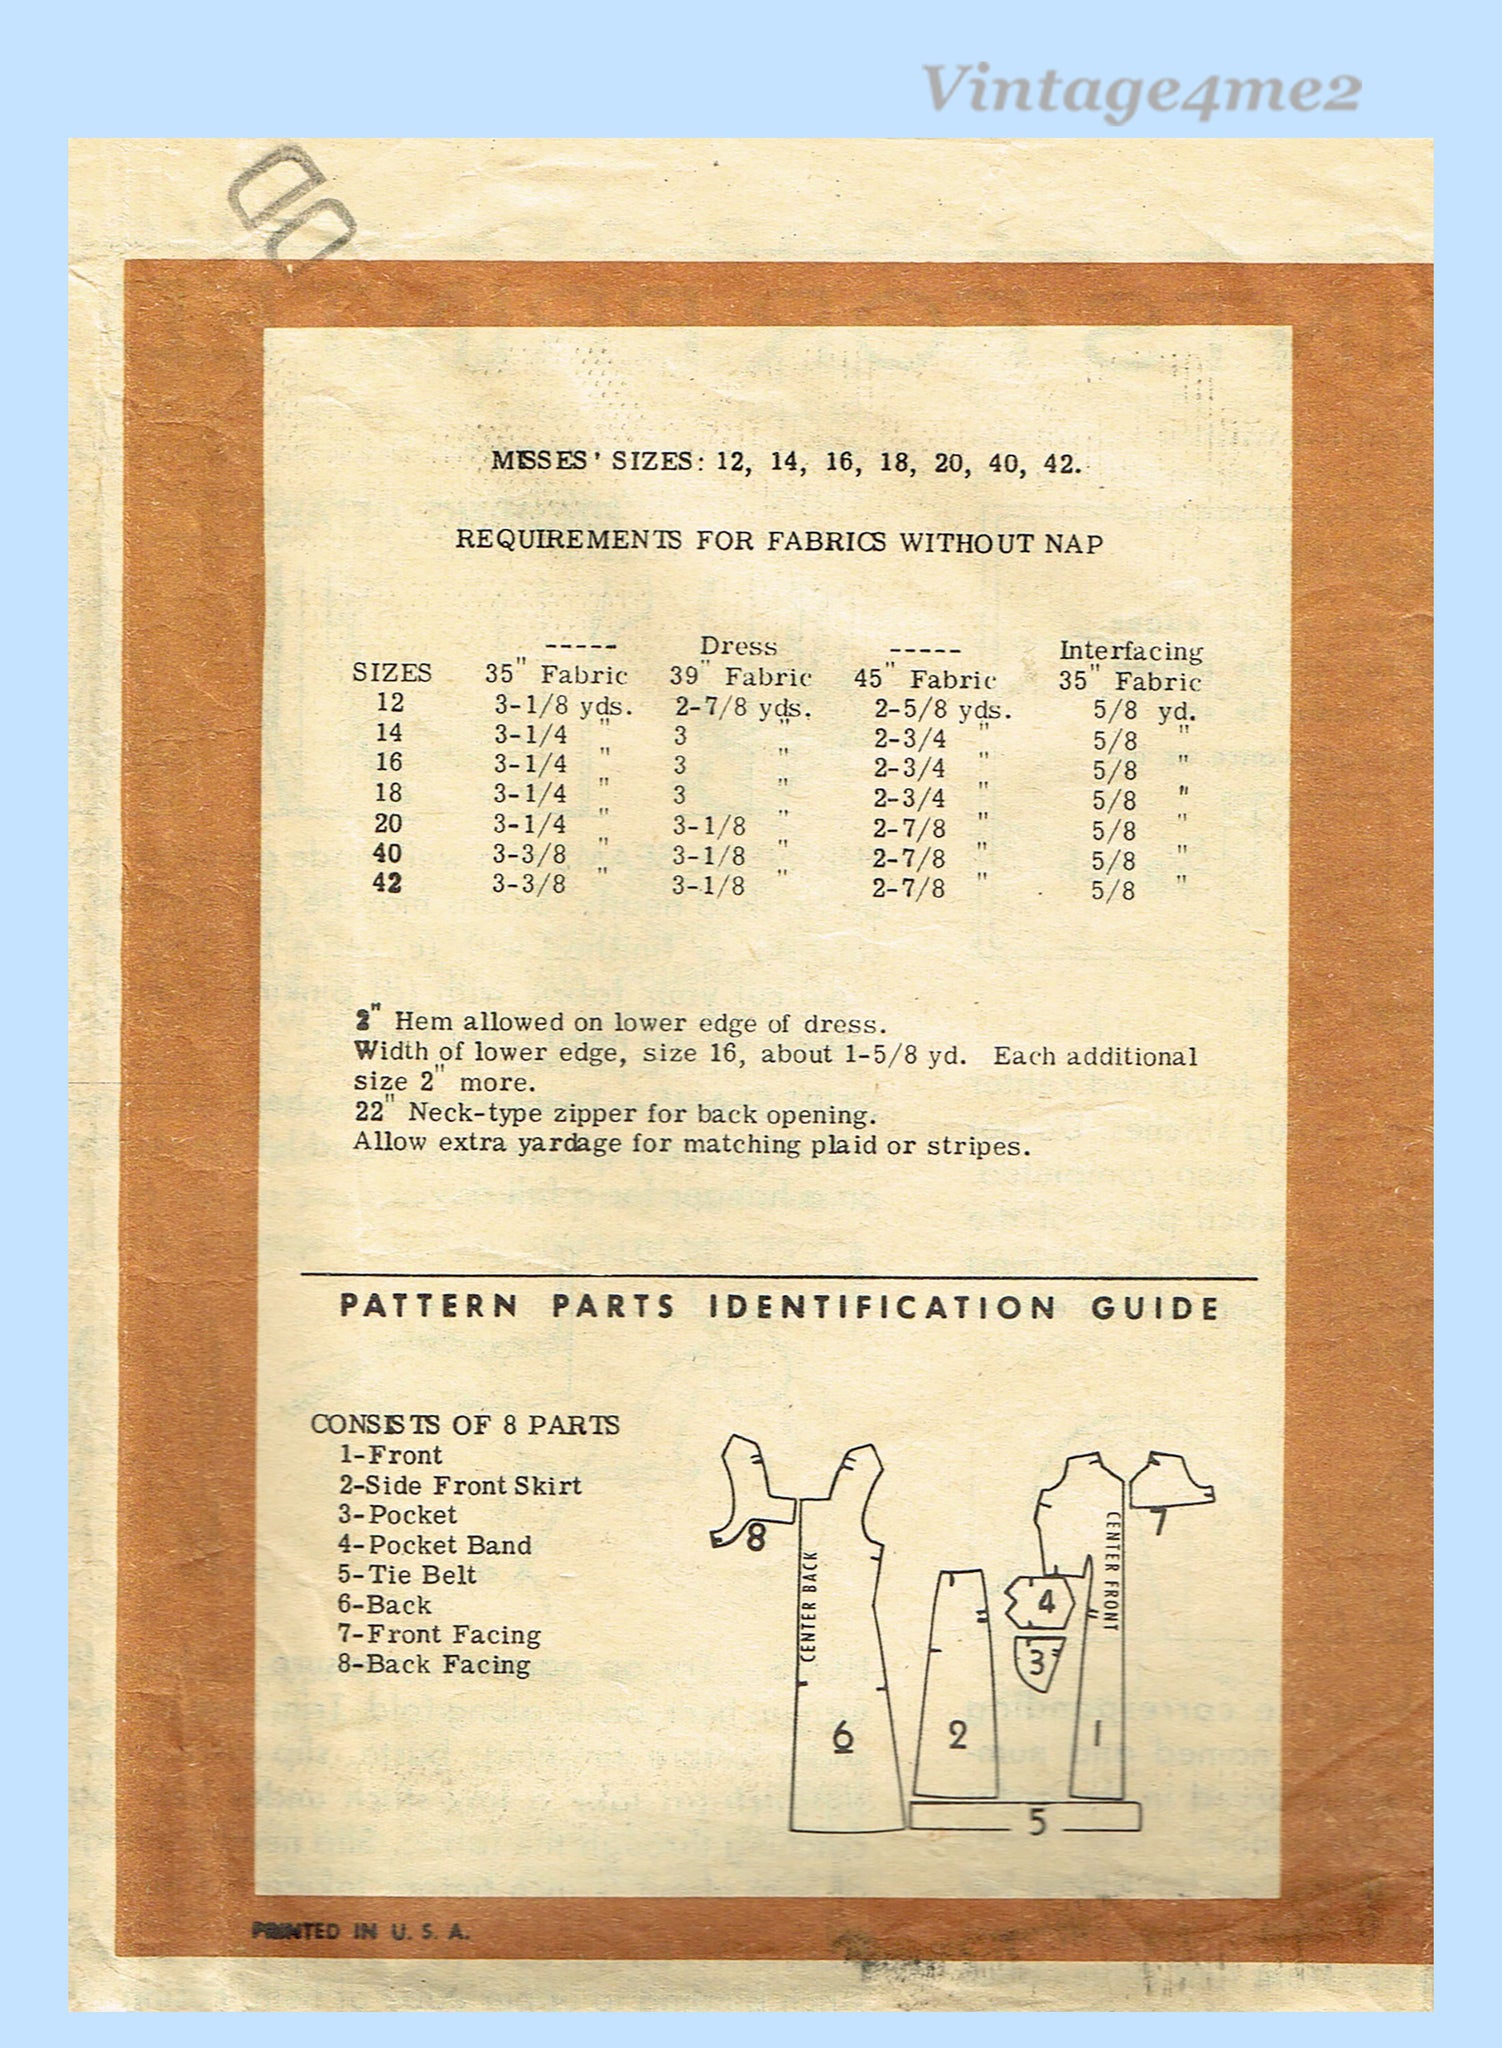 Vintage4me2
MISSES' SIZES: 12, 14, 16, 18, 20, 40, 42.
REQUIREMENTS FOR FABRICS WITHOUT NAP
----- Dress ----- Interfacing
SIZES 35" Fabric 39" Fabric 45" Fabric 35" Fabric
12 3-1/8 yds. 2-7/8 yds. 2-5/8 yds. 5/8 yd.
14 3-1/4 " 3 " 2-3/4 " 5/8 "
16 3-1/4 " 3 " 2-3/4 " 5/8 "
18 3-1/4 " 3 " 2-3/4 " 5/8 "
20 3-1/4 " 3-1/8 " 2-7/8 " 5/8 "
40 3-3/8 " 3-1/8 " 2-7/8 " 5/8 "
42 3-3/8 " 3-1/8 " 2-7/8 " 5/8 "
2" Hem allowed on lower edge of dress.
Width of lower edge, size 16, about 1-5/8 yd. Each additional
size 2" more.
22" Neck-type zipper for back opening.
Allow extra yardage for matching plaid or stripes.
PATTERN PARTS IDENTIFICATION GUIDE
CONSISTS OF 8 PARTS
1-Front
2-Side Front Skirt
3-Pocket
4-Pocket Band
5-Tie Belt
6-Back
7-Front Facing
8-Back Facing
8
CENTER BACK
6
2
4
3
CENTER FRONT
1
7
5
PRINTED IN U. S. A.